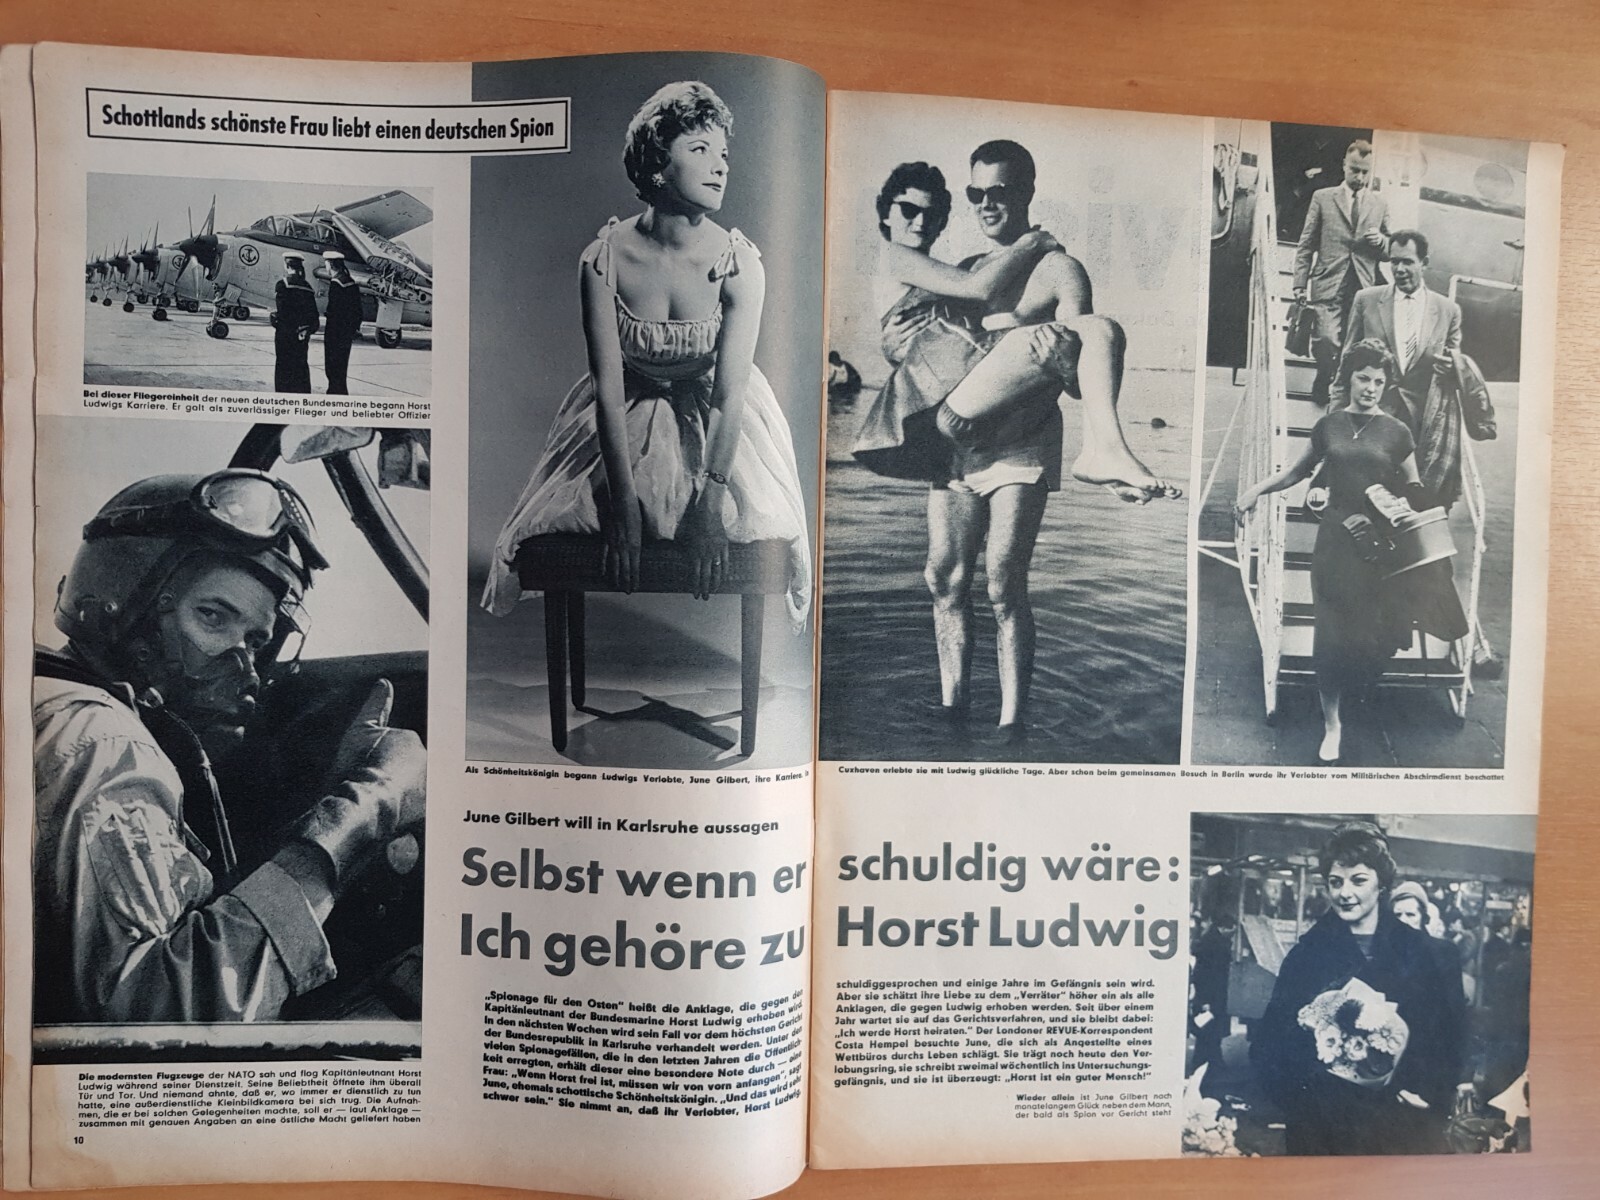 Schottlands schönste Frau liebt einen deutschen Spion
Bei dieser Fliegereinheit der neuen deutschen Bundesmarine begann Horst
Ludwigs Karriere. Er galt als zuverlässiger Flieger und beliebter Offizier
Die modernsten Flugzeuge der NATO sah und flog Kapitänleutnant Horst
Ludwig während seiner Dienstzeit. Seine Beliebtheit öffnete ihm überall
Tür und Tor. Und niemand ahnte, daß er, wo immer er dienstlich zu tun
hatte, eine außerdienstliche Kleinbildkamera bei sich trug. Die Aufnah-
men, die er bei solchen Gelegenheiten machte, soll er — laut Anklage —
zusammen mit genauen Angaben an eine östliche Macht geliefert haben
10
Als Schönheitskönigin begann Ludwigs Verlobte, June Gilbert, ihre Karriere. In
Cuxhaven erlebte sie mit Ludwig glückliche Tage. Aber schon beim gemeinsamen Besuch in Berlin wurde ihr Verlobter vom Militärischen Abschirmdienst beschattet
June Gilbert will in Karlsruhe aussagen
Selbst wenn er schuldig wäre:
Ich gehöre zu Horst Ludwig
„Spionage für den Osten“ heißt die Anklage, die gegen den
Kapitänleutnant der Bundesmarine Horst Ludwig erhoben wird.
In den nächsten Wochen wird sein Fall vor dem höchsten Gericht
der Bundesrepublik in Karlsruhe verhandelt werden. Unter den
vielen Spionagefällen, die in den letzten Jahren die Öffentlich-
keit erregten, erhält dieser eine besondere Note durch — eine
Frau: „Wenn Horst frei ist, müssen wir von vorn anfangen“, sagt
June, ehemals schottische Schönheitskönigin. „Und das wird sehr
schwer sein.“ Sie nimmt an, daß ihr Verlobter, Horst Ludwig,
schuldiggesprochen und einige Jahre im Gefängnis sein wird.
Aber sie schätzt ihre Liebe zu dem „Verräter“ höher ein als alle
Anklagen, die gegen Ludwig erhoben werden. Seit über einem
Jahr wartet sie auf das Gerichtsverfahren, und sie bleibt dabei:
„Ich werde Horst heiraten.“ Der Londoner REVUE-Korrespondent
Costa Hempel besuchte June, die sich als Angestellte eines
Wettbüros durchs Leben schlägt. Sie trägt noch heute den Ver-
lobungsring, sie schreibt zweimal wöchentlich ins Untersuchungs-
gefängnis, und sie ist überzeugt: „Horst ist ein guter Mensch!“
Wieder allein ist June Gilbert nach
monatelangem Glück neben dem Mann,
der bald als Spion vor Gericht steht